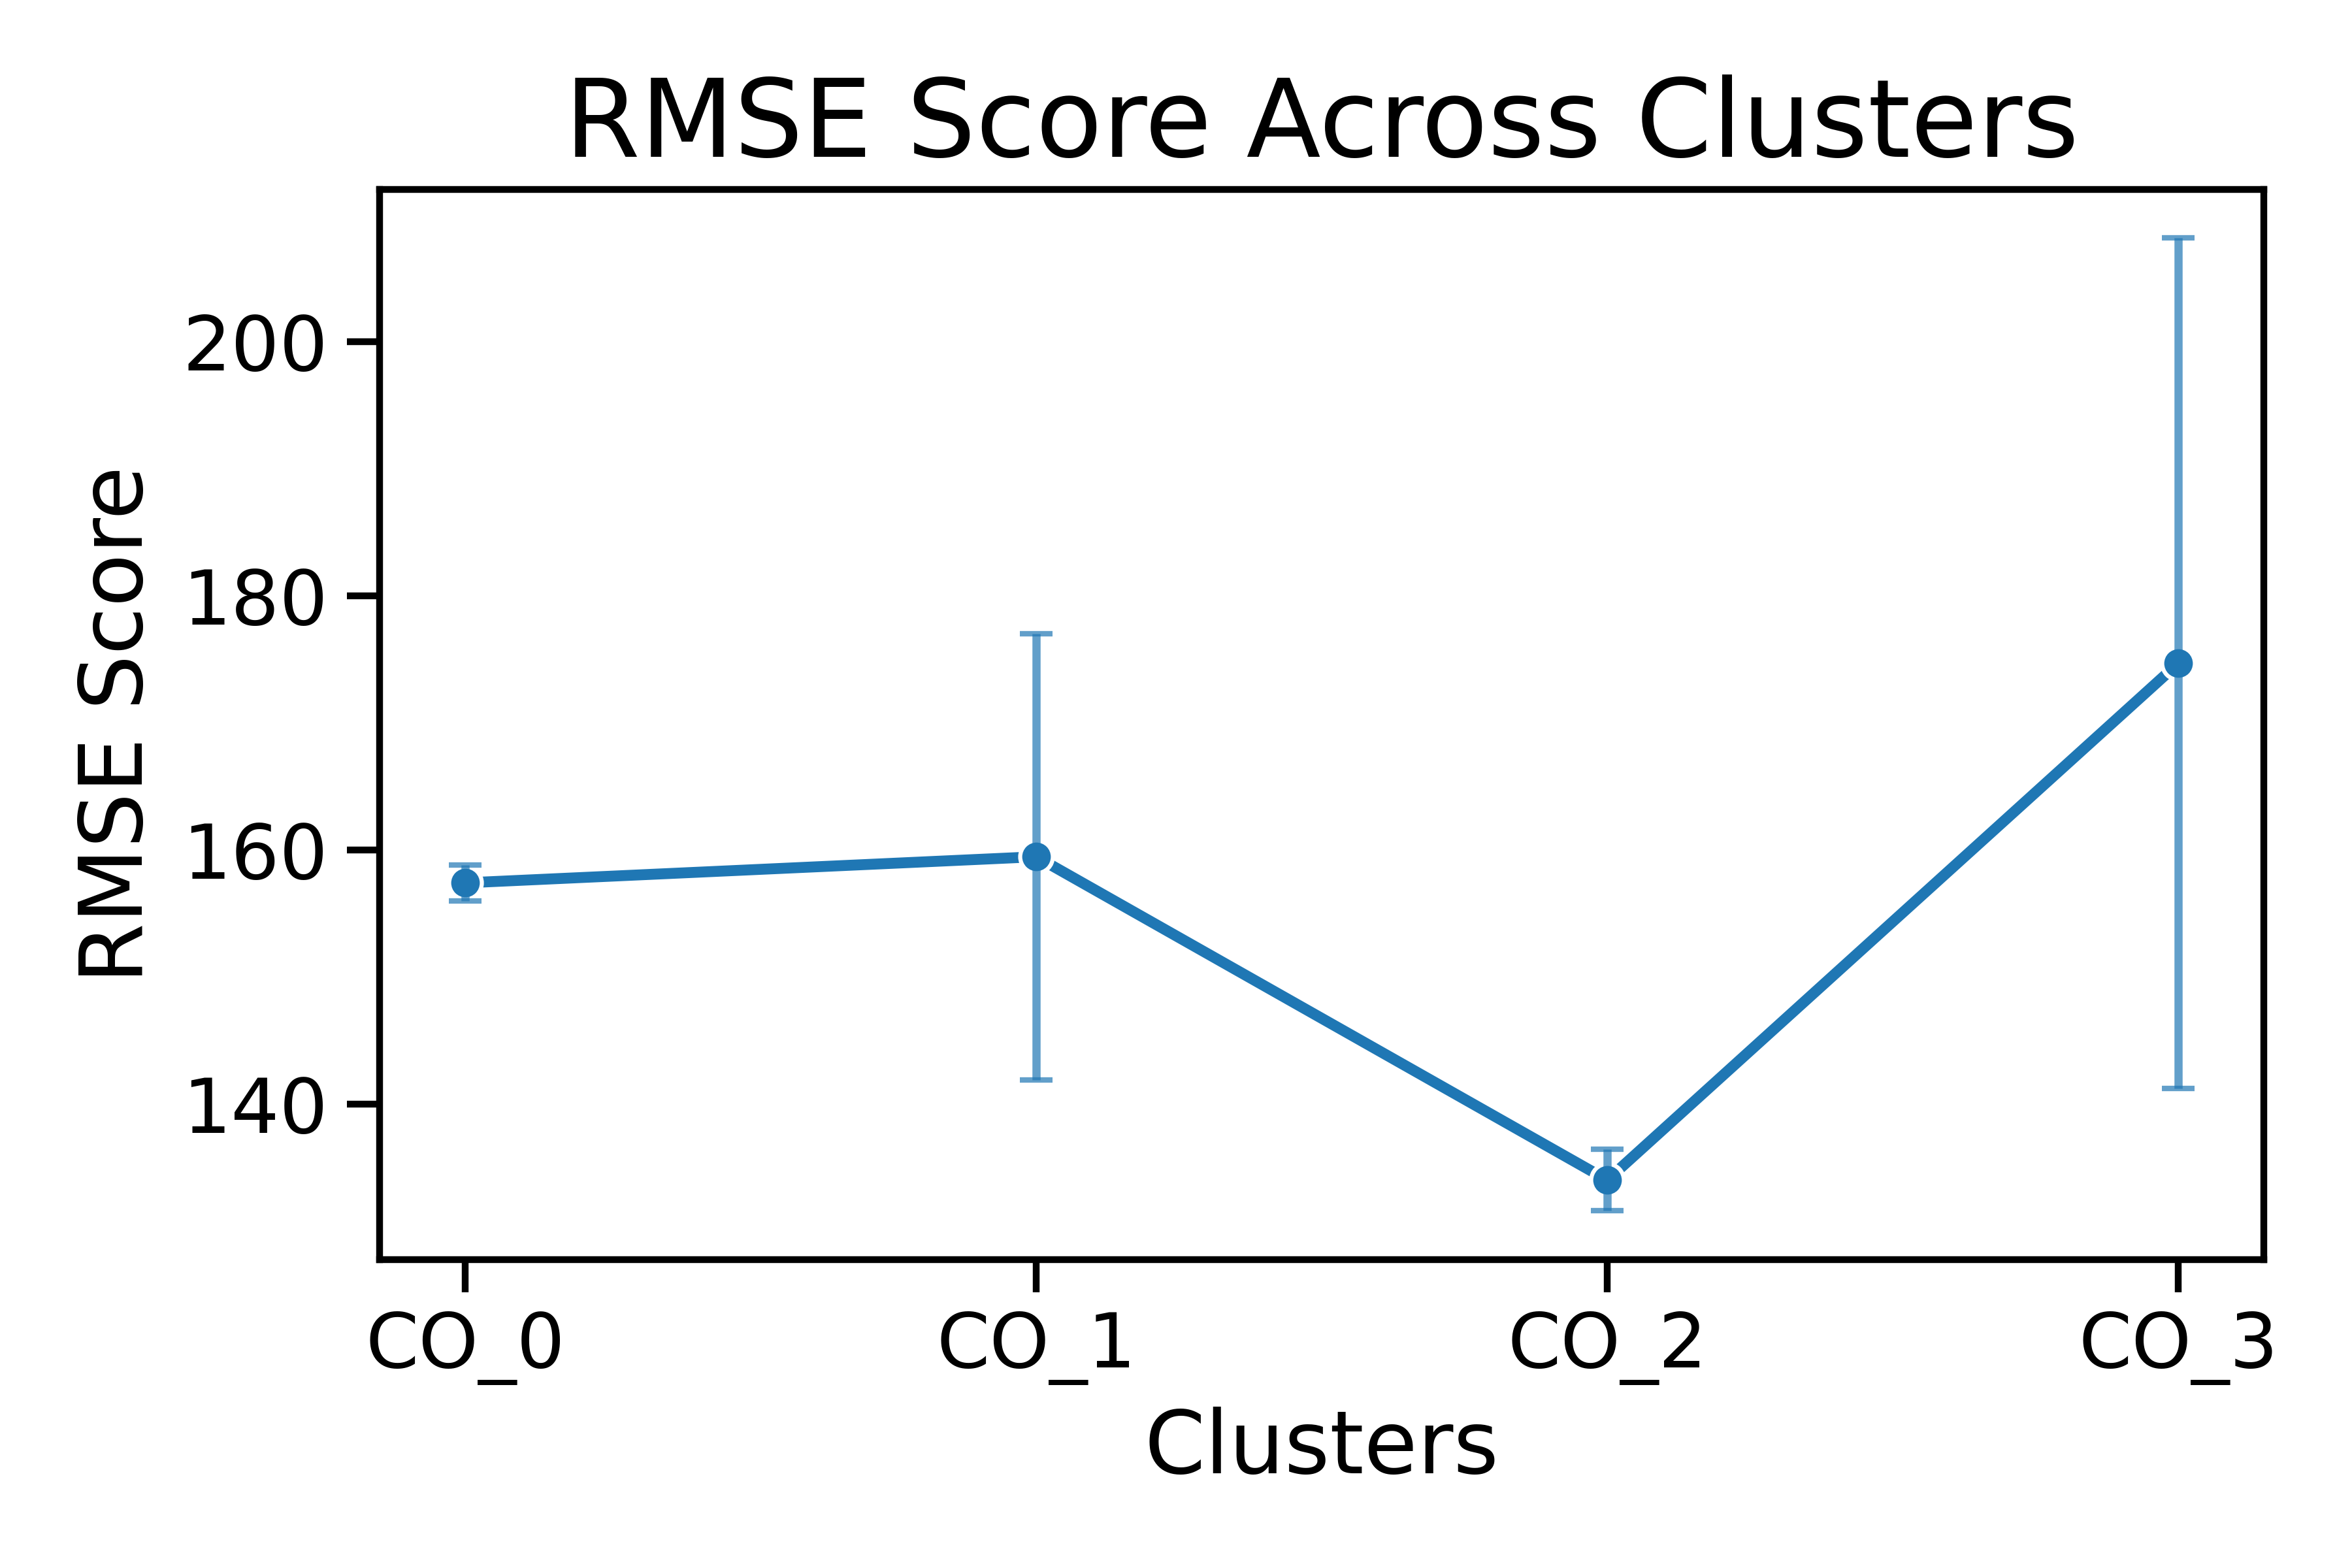 RMSE Score Across Clusters
RMSE Score
200
180
160
140
CO_0 CO_1 CO_2 CO_3
Clusters